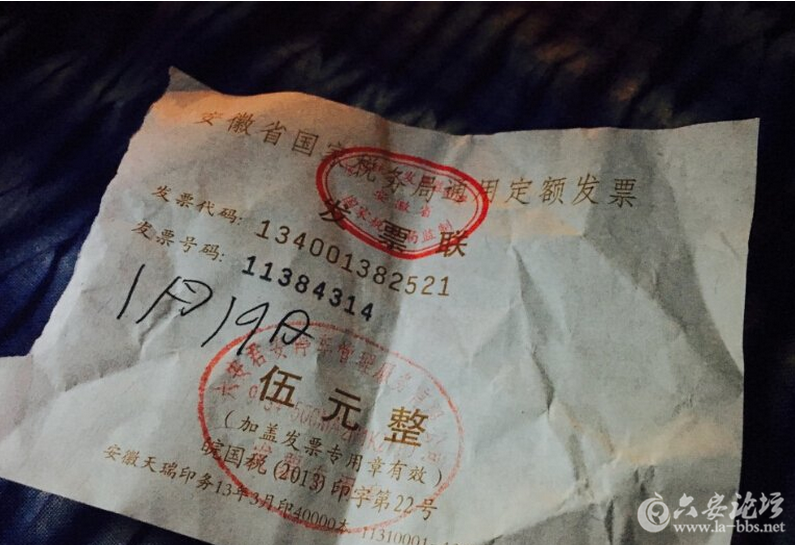 安徽省国家税务局通用定额发票
发票联
安徽省
发票代码: 134001382521
发票号码: 11384314
1月19日
伍元整
(加盖发票专用章有效)
皖国税(2013)印字第22号
安徽天瑞印务13年3月印40000本 11310001
六安论坛
www.la-bbs.net